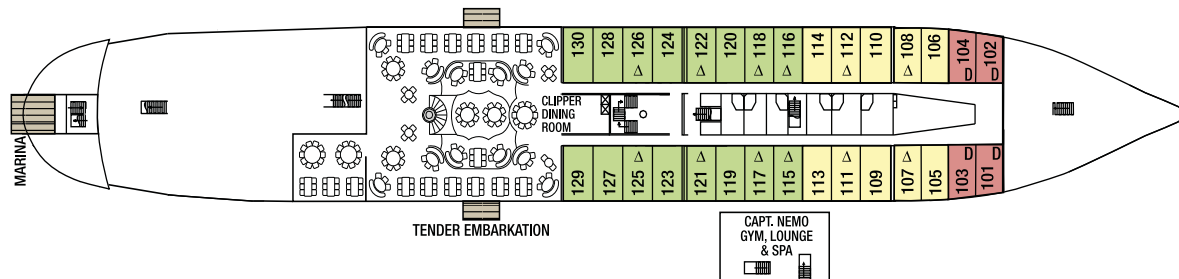 130 128 126 124 122 120 118 116 114 112 110 108 106 104 102
Δ Δ Δ Δ Δ Δ D D
CLIPPER
DINING
ROOM
MARINA
Δ Δ Δ Δ Δ Δ D D
129 127 125 123 121 119 117 115 113 111 109 107 105 103 101
TENDER EMBARKATION
CAPT. NEMO
GYM, LOUNGE
& SPA